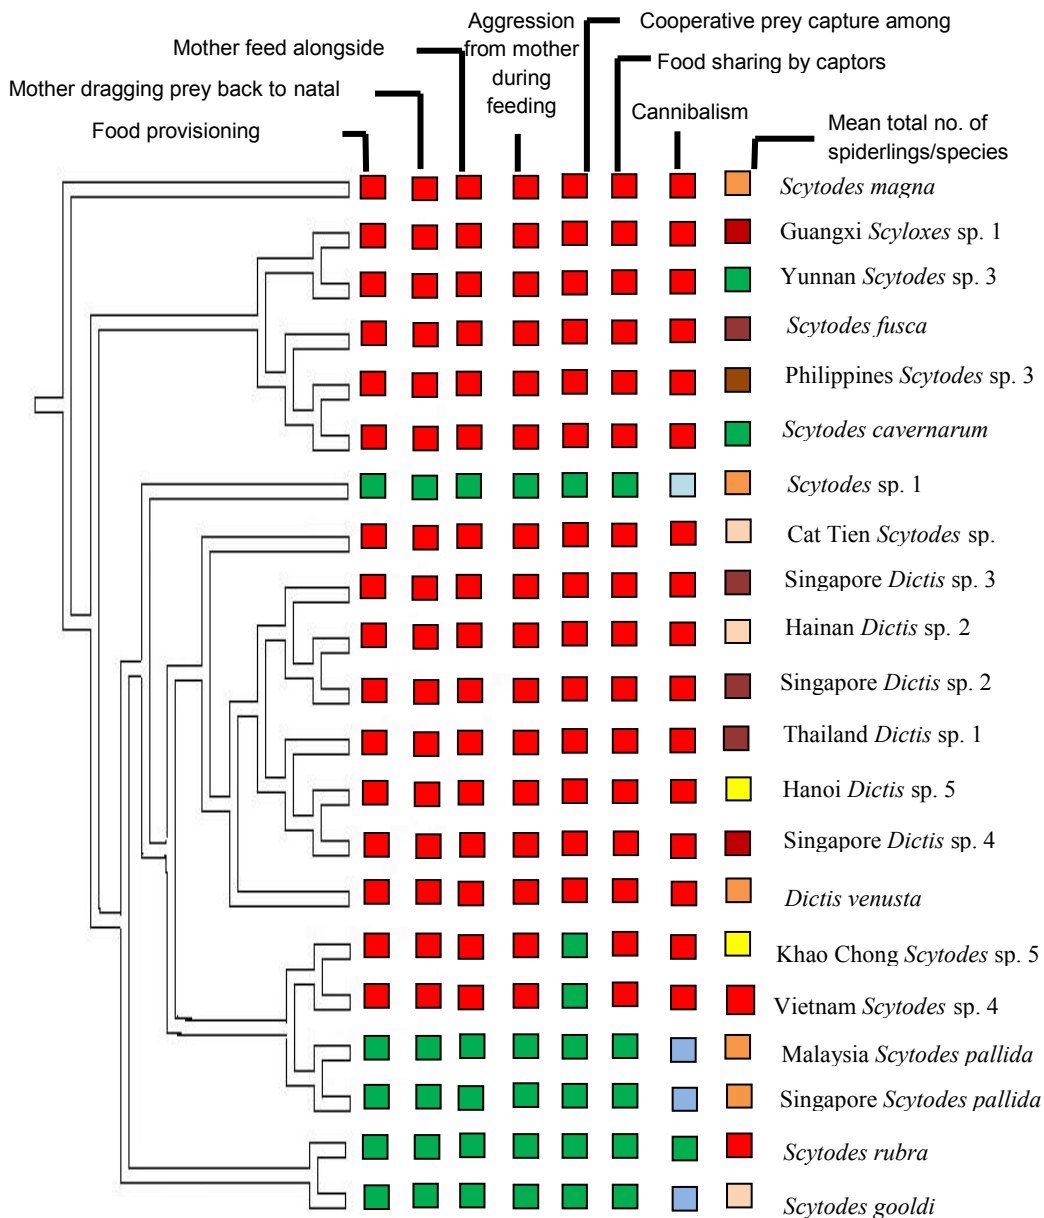 Aggression
from mother
during
feeding
Cooperative prey capture among
Mother feed alongside
Food sharing by captors
Mother dragging prey back to natal
Cannibalism
Food provisioning
Mean total no. of
spiderlings/species
Scytodes magna
Guangxi Scyloxes sp. 1
Yunnan Scytodes sp. 3
Scytodes fusca
Philippines Scytodes sp. 3
Scytodes cavernarum
Scytodes sp. 1
Cat Tien Scytodes sp.
Singapore Dictis sp. 3
Hainan Dictis sp. 2
Singapore Dictis sp. 2
Thailand Dictis sp. 1
Hanoi Dictis sp. 5
Singapore Dictis sp. 4
Dictis venusta
Khao Chong Scytodes sp. 5
Vietnam Scytodes sp. 4
Malaysia Scytodes pallida
Singapore Scytodes pallida
Scytodes rubra
Scytodes gooldi